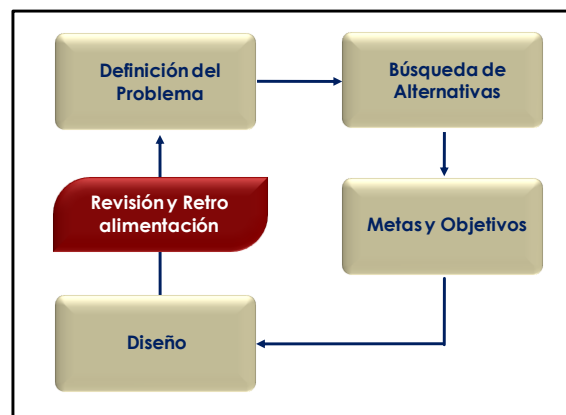 Definición del
Problema
Búsqueda de
Alternativas
Revisión y Retro
alimentación
Metas y Objetivos
Diseño